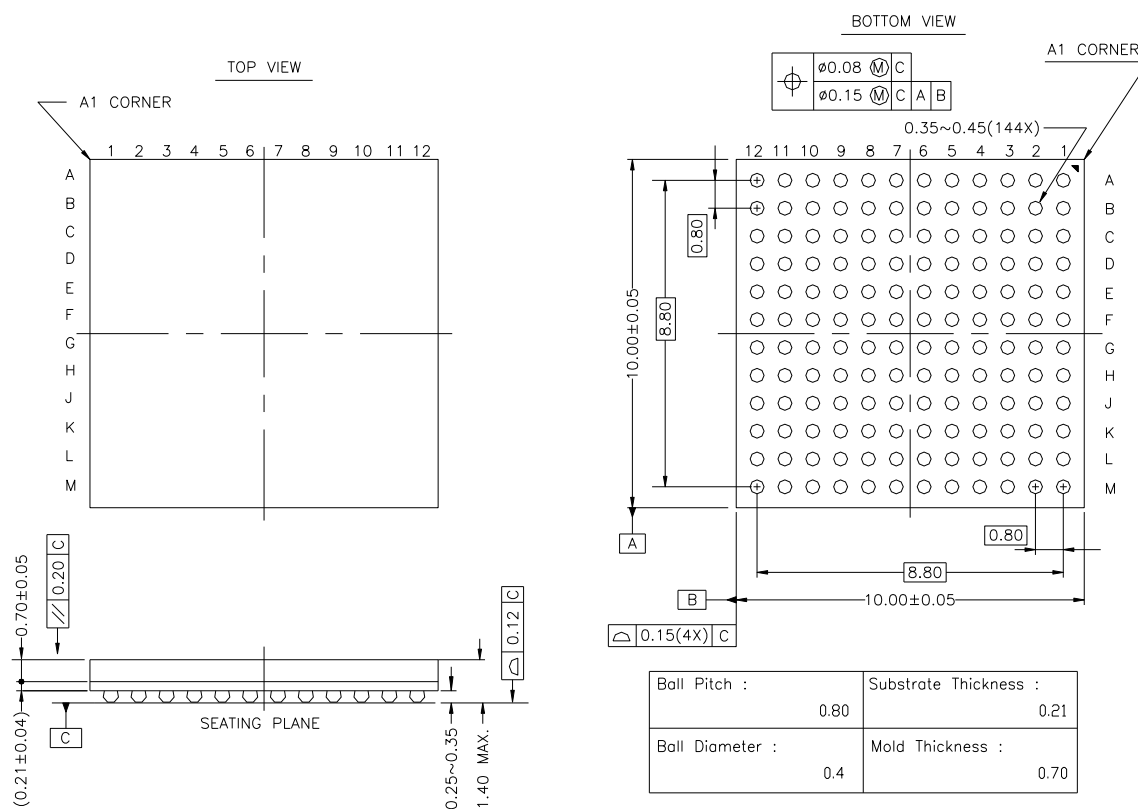 TOP VIEW
A1 CORNER
1 2 3 4 5 6 7 8 9 10 11 12
A
B
C
D
E
F
G
H
J
K
L
M
BOTTOM VIEW
A1 CORNER
ø0.08 Ⓜ C
ø0.15 Ⓜ C A B
0.35~0.45(144X)
12 11 10 9 8 7 6 5 4 3 2 1
A
B
C
D
E
F
G
H
J
K
L
M
0.80
8.80
10.00±0.05
A
0.80
8.80
B
10.00±0.05
0.15(4X) C
0.70±0.05
// 0.20 C
(0.21±0.04)
C
SEATING PLANE
0.12 C
0.25~0.35
1.40 MAX.
Ball Pitch : 0.80
Substrate Thickness : 0.21
Ball Diameter : 0.4
Mold Thickness : 0.70